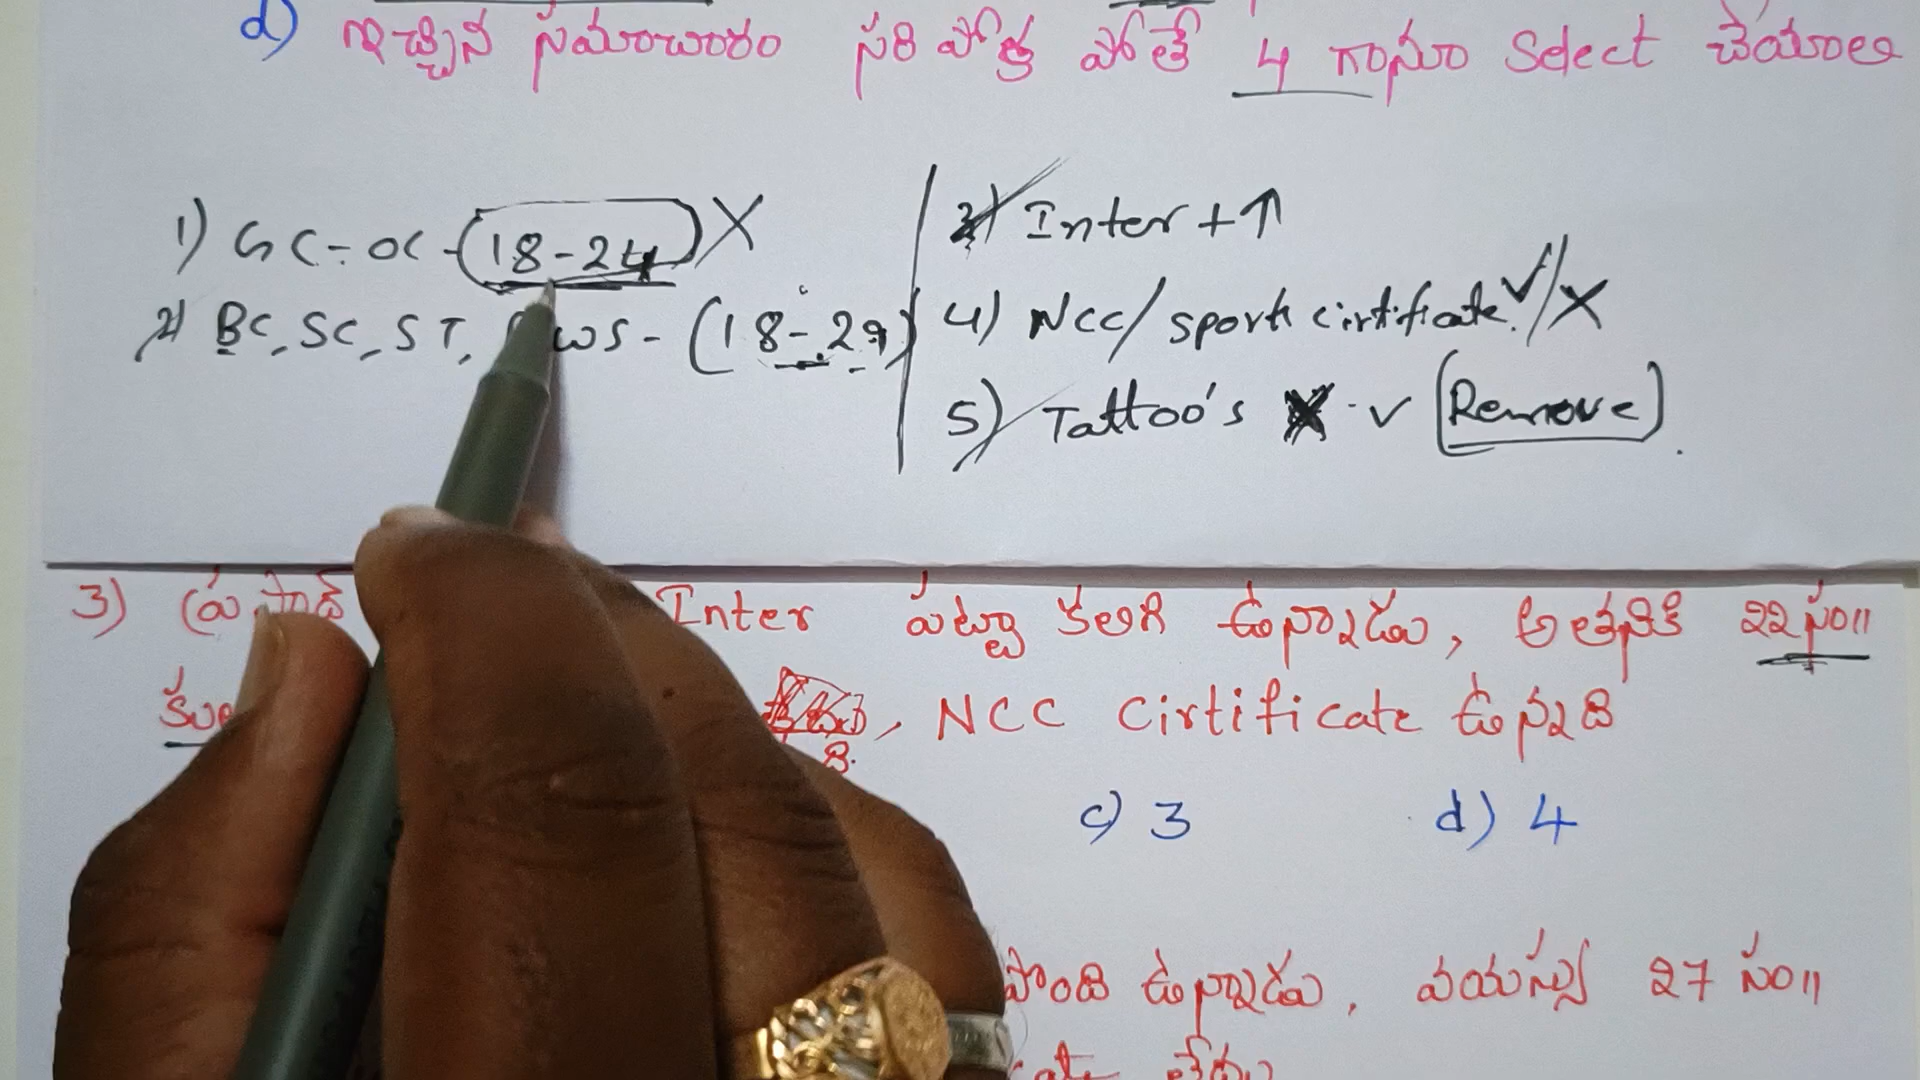 d) ఇచ్చిన సమాచారం సరి పోక పోతే 4 గాను Select చేయాలి
1) GC - OC - (18-24) X
2) BC, SC, ST, EWS - (18-29)
3) Inter +↑
4) NCC/ sports cirtificate ✓/X
5) Tattoo's X . ✓ (Remove).
3) ప్రసాద్ Inter పట్టా కలిగి ఉన్నాడు, అతనికి 22 సం॥
, NCC Cirtificate ఉన్నది
c) 3 d) 4
పొంది ఉన్నాడు, వయస్సు 27 సం॥
లేదు